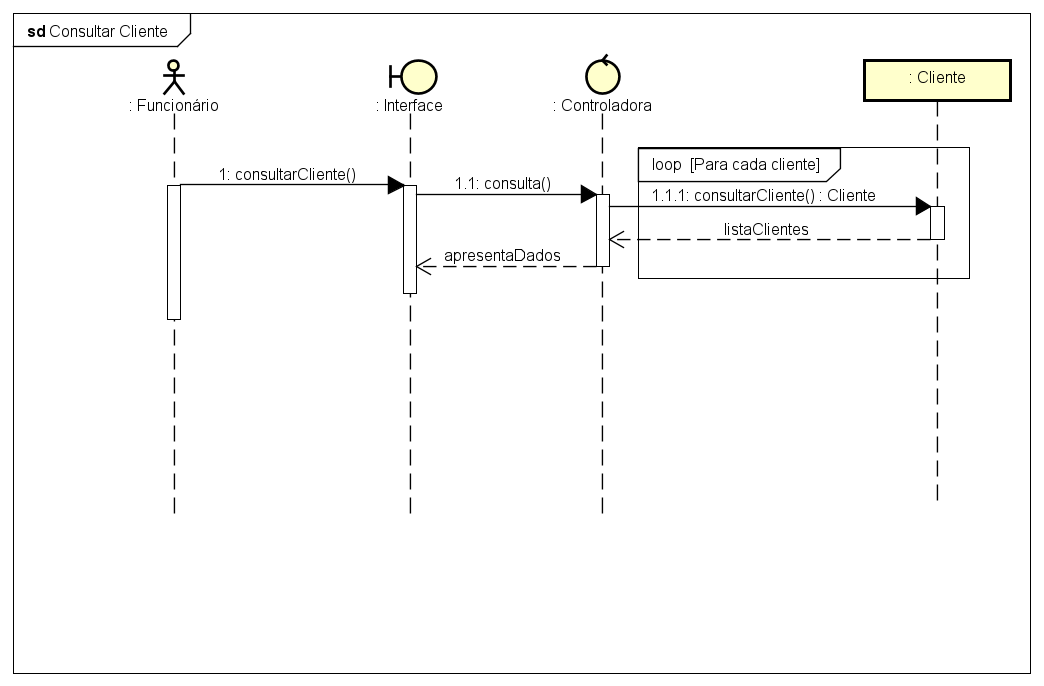 sd Consultar Cliente
: Funcionário
: Interface
: Controladora
: Cliente
loop [Para cada cliente]
1: consultarCliente()
1.1: consulta()
1.1.1: consultarCliente() : Cliente
listaClientes
apresentaDados